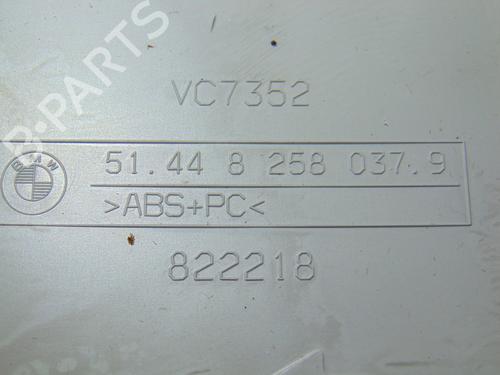 B-PARTS
VC7352
BMW
51.44 8 258 037.9
>ABS+PC<
822218